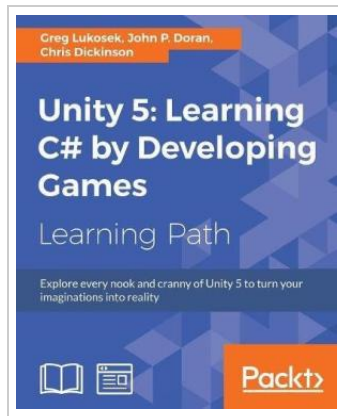 Greg Lukosek, John P. Doran,
Chris Dickinson
Unity 5: Learning
C# by Developing
Games
Learning Path
Explore every nook and cranny of Unity 5 to turn your
imaginations into reality
Packt>